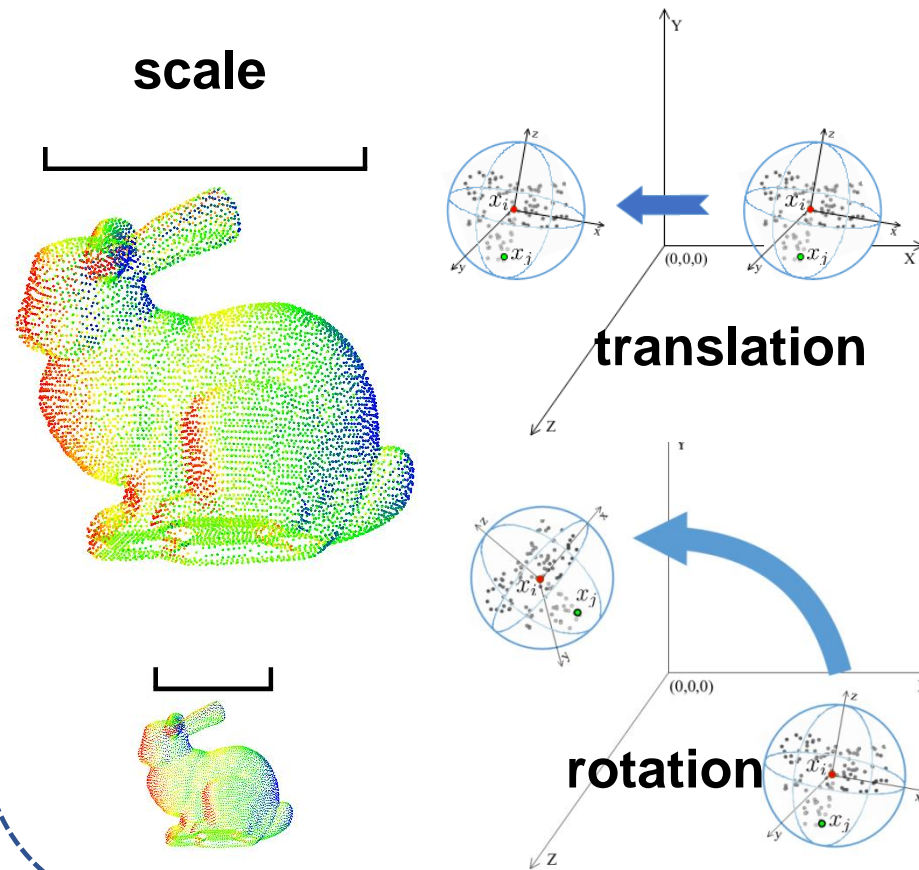 scale
Y
z
x_i
x
y
x_j
z
x_i
x
y
x_j
(0,0,0)
X
translation
Z
Y
z
x
x_i
x_j
y
(0,0,0)
z
x_i
x
y
x_j
rotation
Z